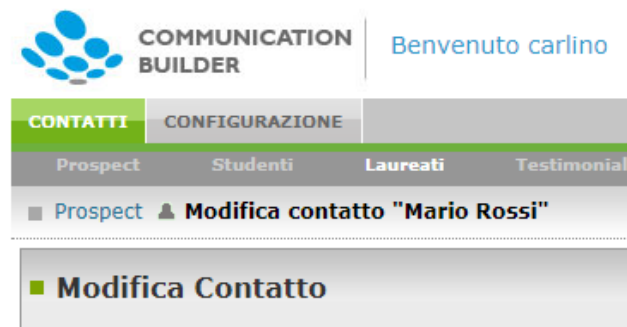 COMMUNICATION
BUILDER
Benvenuto carlino
CONTATTI CONFIGURAZIONE
Prospect Studenti Laureati Testimonial
Prospect Modifica contatto "Mario Rossi"
Modifica Contatto